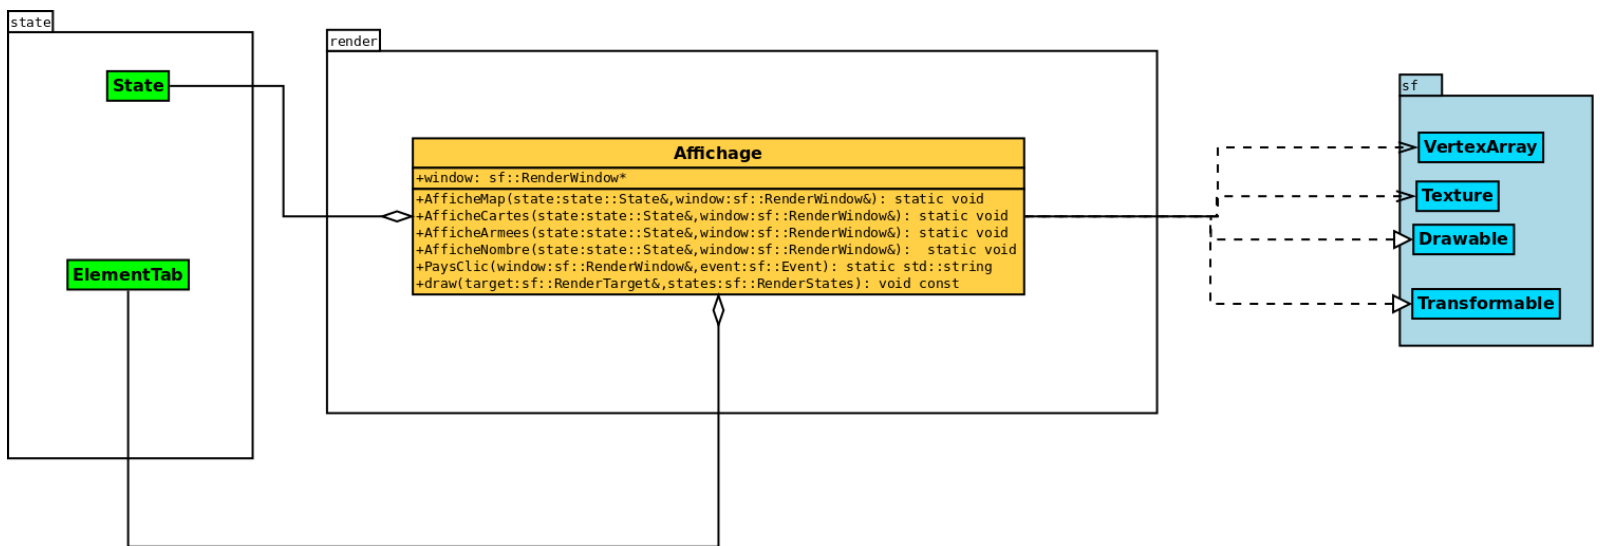 state
State
ElementTab
render
Affichage
+window: sf::RenderWindow*
+AfficheMap(state:state::State&,window:sf::RenderWindow&): static void
+AfficheCartes(state:state::State&,window:sf::RenderWindow&): static void
+AfficheArmees(state:state::State&,window:sf::RenderWindow&): static void
+AfficheNombre(state:state::State&,window:sf::RenderWindow&):  static void
+PaysClic(window:sf::RenderWindow&,event:sf::Event): static std::string
+draw(target:sf::RenderTarget&,states:sf::RenderStates): void const
sf
VertexArray
Texture
Drawable
Transformable